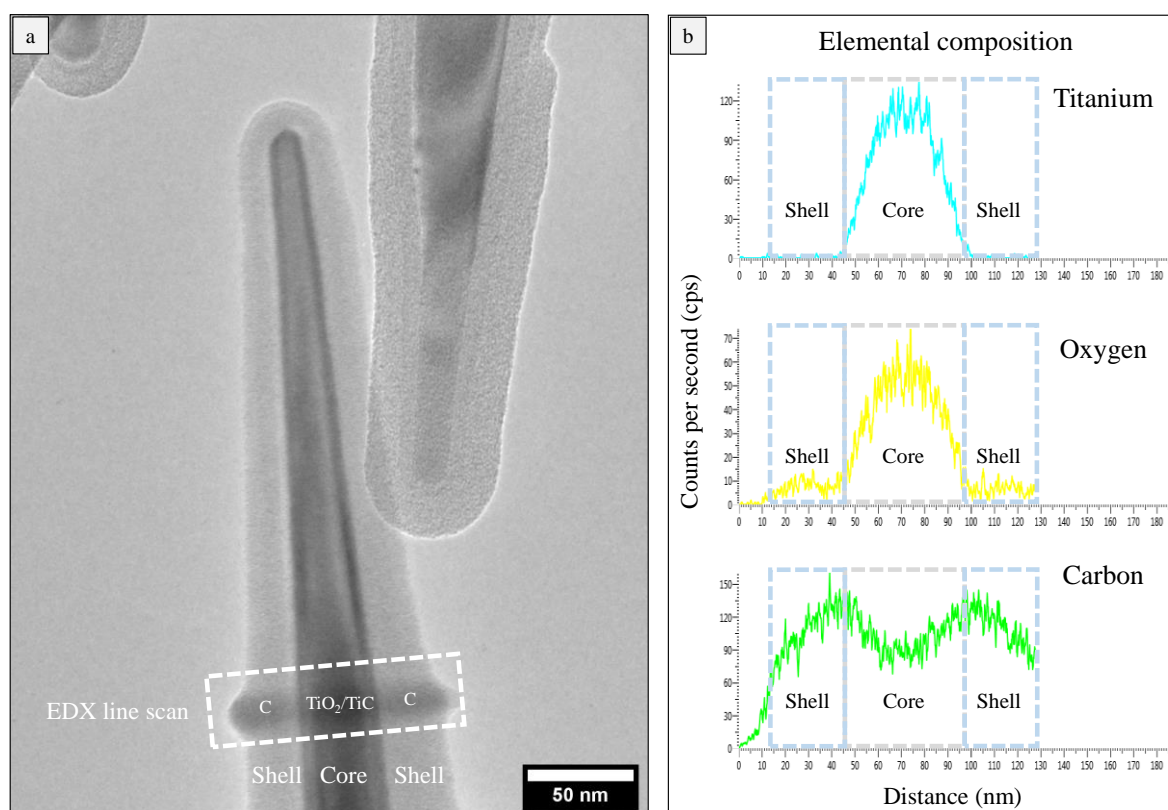 a
EDX line scan
C
TiO2/TiC
C
Shell
Core
Shell
50 nm
b
Elemental composition
Titanium
120
90
60
30
0
Shell
Core
Shell
0 10 20 30 40 50 60 70 80 90 100 110 120 130 140 150 160 170 180
Oxygen
70
60
50
40
30
20
10
0
Shell
Core
Shell
0 10 20 30 40 50 60 70 80 90 100 110 120 130 140 150 160 170 180
Carbon
150
120
90
60
30
0
Shell
Core
Shell
0 10 20 30 40 50 60 70 80 90 100 110 120 130 140 150 160 170 180
Counts per second (cps)
Distance (nm)